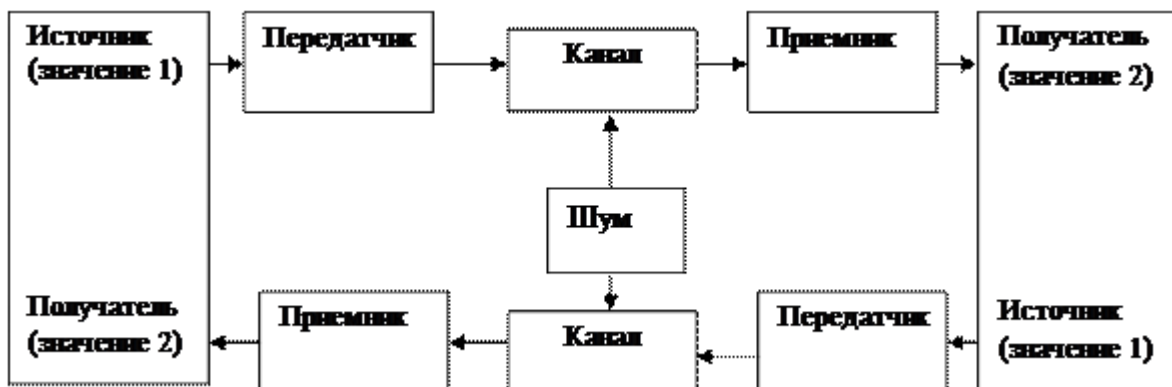 Источник
(значение 1)
Передатчик
Канал
Приемник
Получатель
(значение 2)
Шум
Получатель
(значение 2)
Приемник
Канал
Передатчик
Источник
(значение 1)